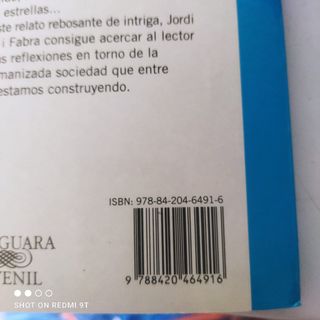 estrellas...
ste relato rebosante de intriga, Jordi
i Fabra consigue acercar al lector
as reflexiones en torno de la
manizada sociedad que entre
estamos construyendo.
ISBN: 978-84-204-6491-6
GUARA
VENIL
9 788420 464916
SHOT ON REDMI 9T